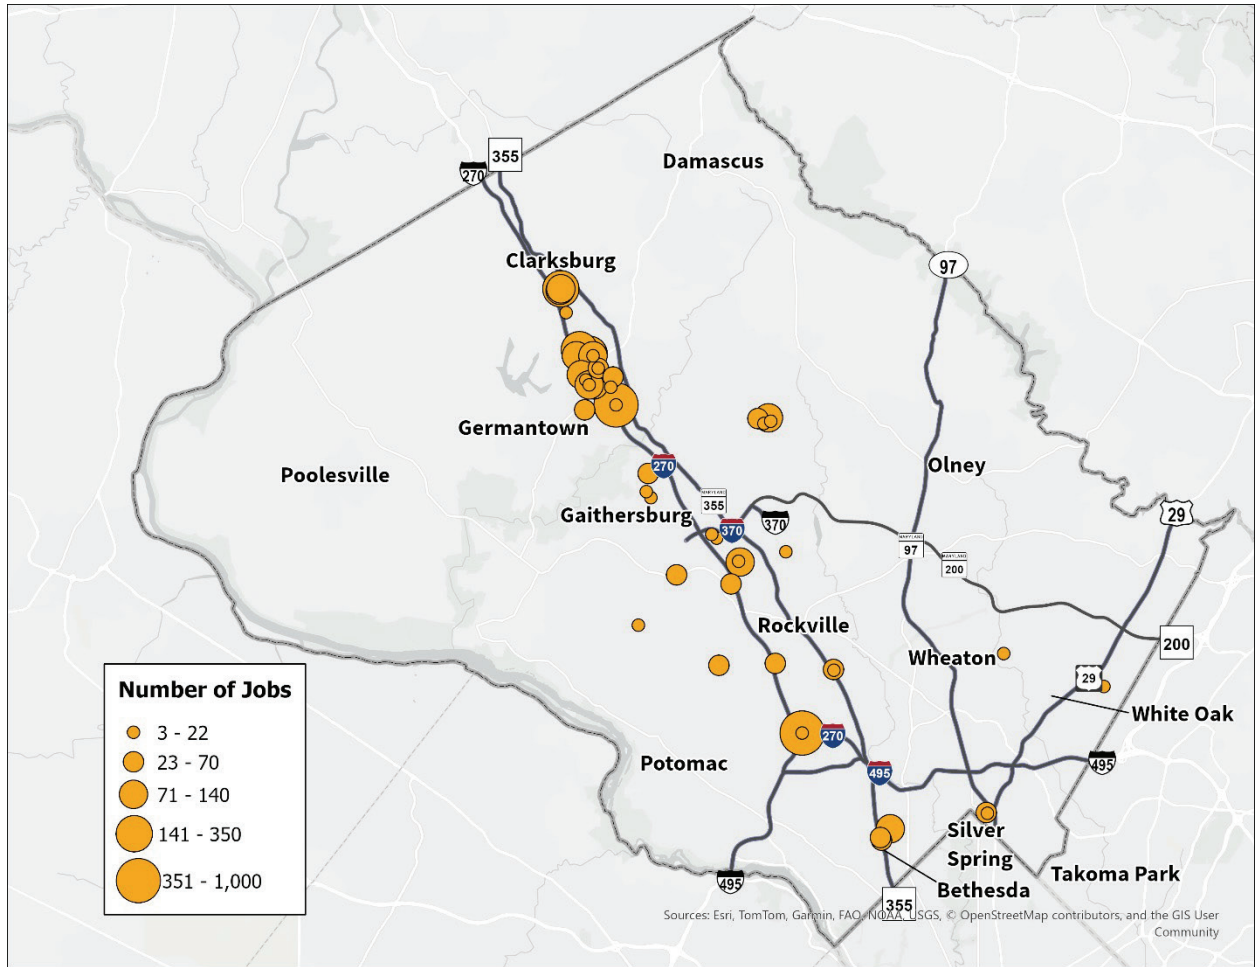 355
270
Damascus
Clarksburg
97
Germantown
270
Olney
Poolesville
MARYLAND
355
Gaithersburg
29
370
370
MARYLAND
97
MARYLAND
200
Rockville
Wheaton
200
29
White Oak
Number of Jobs
3 - 22
23 - 70
71 - 140
141 - 350
351 - 1,000
270
Potomac
495
495
Silver
Spring
Takoma Park
495
Bethesda
355
Sources: Esri, TomTom, Garmin, FAO, NOAA, USGS, © OpenStreetMap contributors, and the GIS User
Community